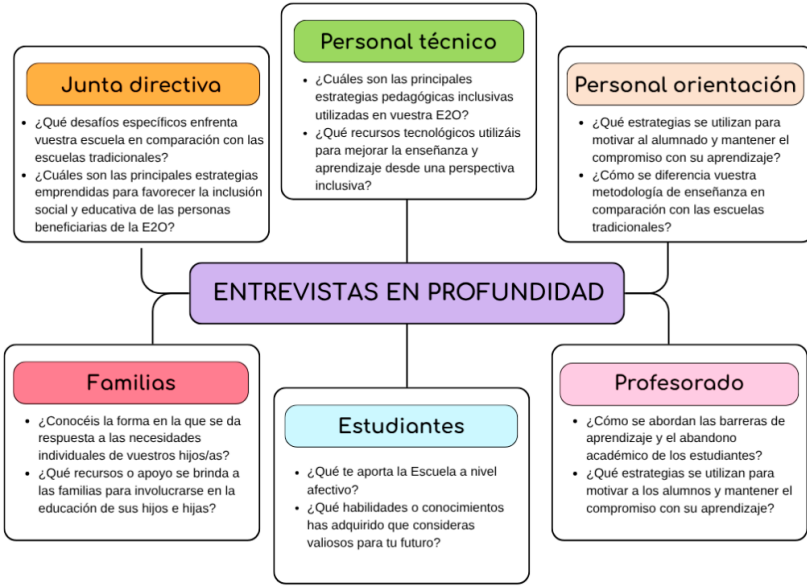 Junta directiva
¿Qué desafíos específicos enfrenta
vuestra escuela en comparación con las
escuelas tradicionales?
¿Cuáles son las principales estrategias
emprendidas para favorecer la inclusión
social y educativa de las personas
beneficiarias de la E2O?
Personal técnico
¿Cuáles son las principales
estrategias pedagógicas inclusivas
utilizadas en vuestra E2O?
¿Qué recursos tecnológicos utilizáis
para mejorar la enseñanza y
aprendizaje desde una perspectiva
inclusiva?
Personal orientación
¿Qué estrategias se utilizan para
motivar al alumnado y mantener el
compromiso con su aprendizaje?
¿Cómo se diferencia vuestra
metodología de enseñanza en
comparación con las escuelas
tradicionales?
ENTREVISTAS EN PROFUNDIDAD
Familias
¿Conocéis la forma en la que se da
respuesta a las necesidades
individuales de vuestros hijos/as?
¿Qué recursos o apoyo se brinda a
las familias para involucrarse en la
educación de sus hijos e hijas?
Estudiantes
¿Qué te aporta la Escuela a nivel
afectivo?
¿Qué habilidades o conocimientos
has adquirido que consideras
valiosos para tu futuro?
Profesorado
¿Cómo se abordan las barreras de
aprendizaje y el abandono
académico de los estudiantes?
¿Qué estrategias se utilizan para
motivar a los alumnos y mantener el
compromiso con su aprendizaje?